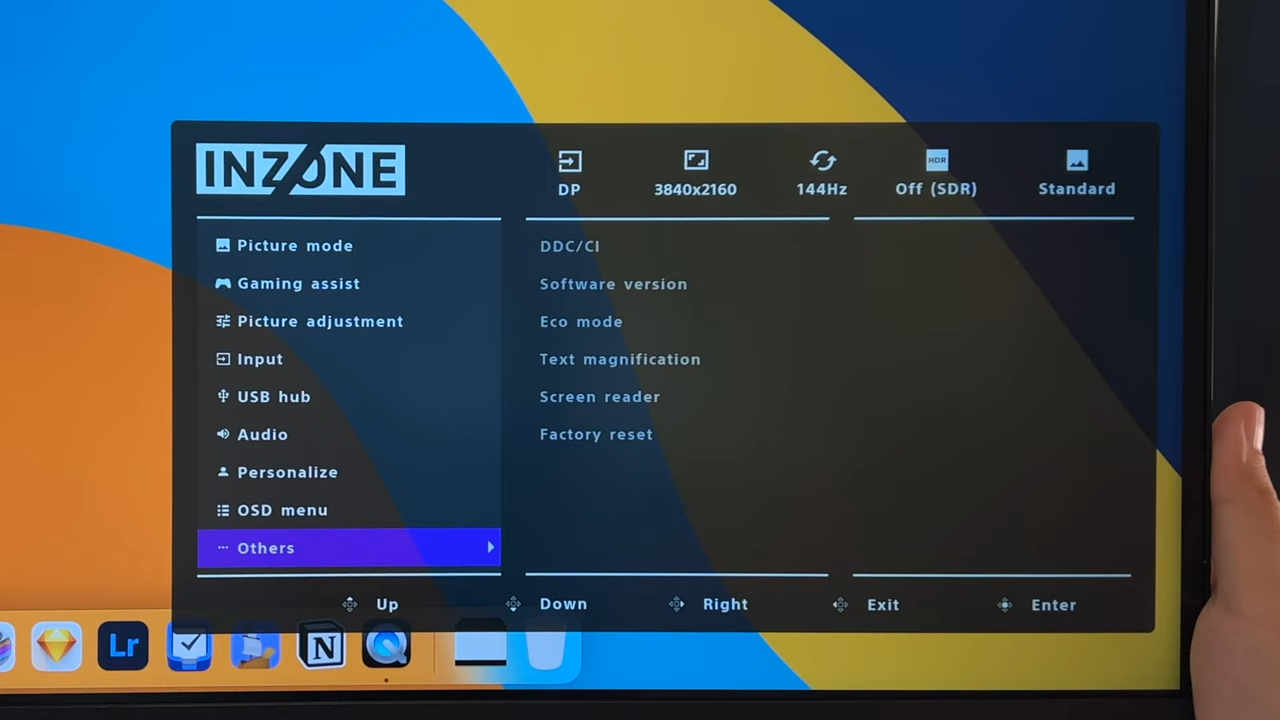 INZONE
DP
3840x2160
144Hz
HDR
Off (SDR)
Standard
Picture mode
Gaming assist
Picture adjustment
Input
USB hub
Audio
Personalize
OSD menu
Others
DDC/CI
Software version
Eco mode
Text magnification
Screen reader
Factory reset
Up
Down
Right
Exit
Enter
Lr
N